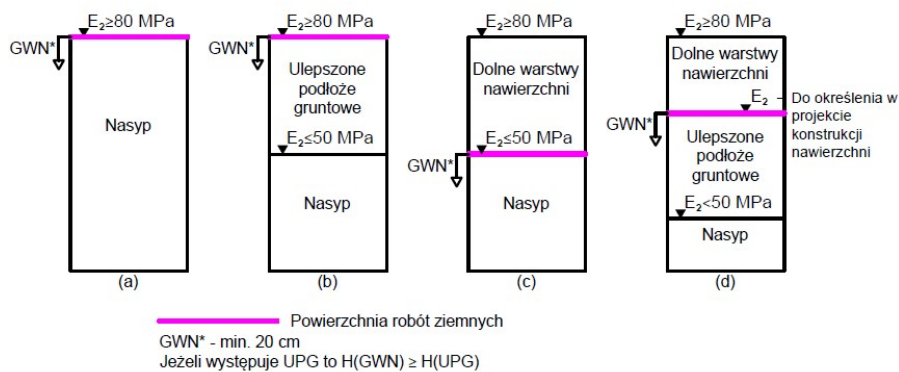 E₂≥80 MPa
GWN*
Nasyp
(a)
E₂≥80 MPa
GWN*
Ulepszone
podłoże
gruntowe
E₂≤50 MPa
Nasyp
(b)
E₂≥80 MPa
Dolne warstwy
nawierzchni
E₂≤50 MPa
GWN*
Nasyp
(c)
E₂≥80 MPa
Dolne warstwy
nawierzchni
E₂ - Do określenia w
projekcie
konstrukcji
nawierzchni
GWN*
Ulepszone
podłoże
gruntowe
E₂<50 MPa
Nasyp
(d)
Powierzchnia robót ziemnych
GWN* - min. 20 cm
Jeżeli występuje UPG to H(GWN) ≥ H(UPG)